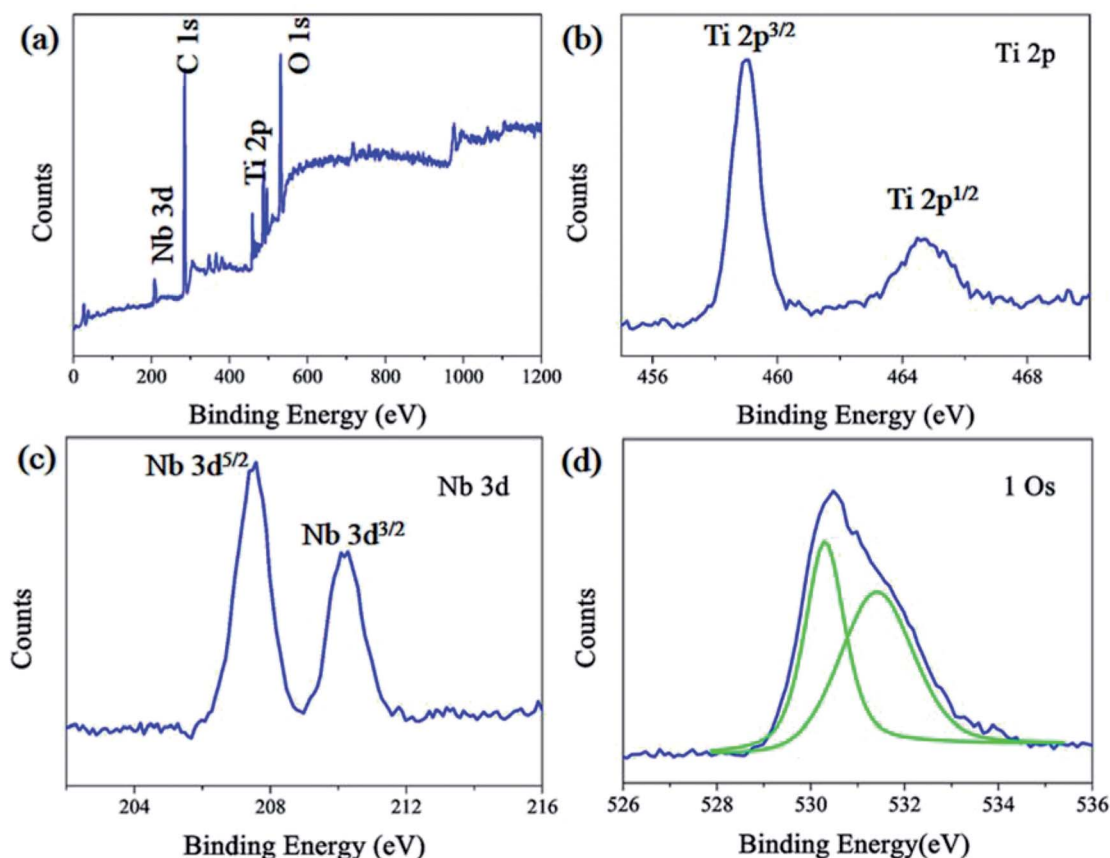 (a)
C 1s
O 1s
Ti 2p
Nb 3d
Counts
0 200 400 600 800 1000 1200
Binding Energy (eV)
(b)
Ti 2p3/2
Ti 2p
Ti 2p1/2
Counts
456 460 464 468
Binding Energy (eV)
(c)
Nb 3d5/2
Nb 3d
Nb 3d3/2
Counts
204 208 212 216
Binding Energy (eV)
(d)
1 Os
Counts
526 528 530 532 534 536
Binding Energy(eV)